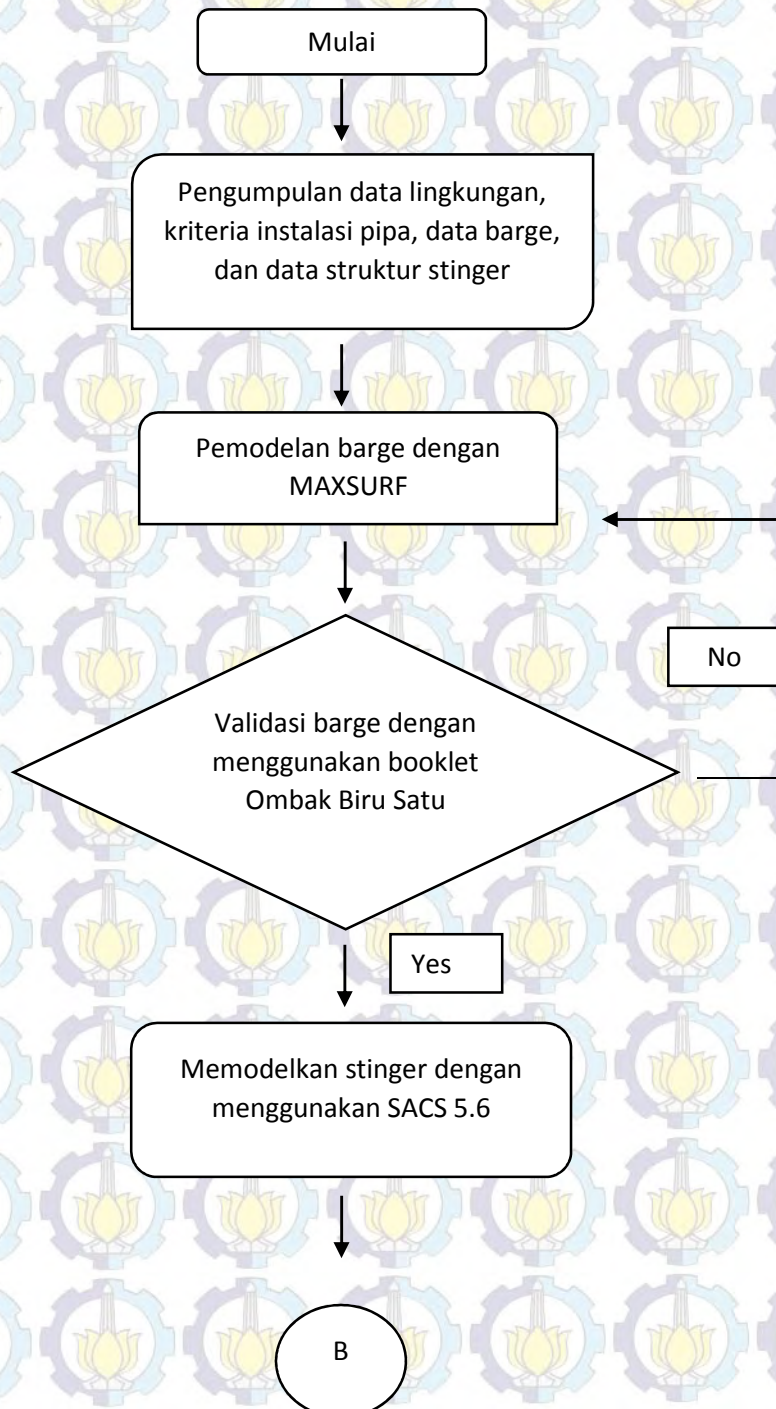 Mulai
Pengumpulan data lingkungan,
kriteria instalasi pipa, data barge,
dan data struktur stinger
Pemodelan barge dengan
MAXSURF
No
Validasi barge dengan
menggunakan booklet
Ombak Biru Satu
Yes
Memodelkan stinger dengan
menggunakan SACS 5.6
B